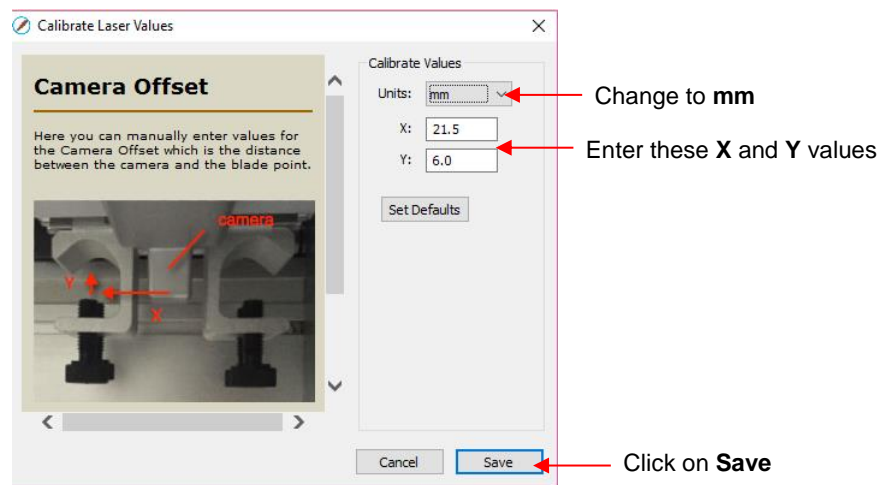 Calibrate Laser Values
Camera Offset
Here you can manually enter values for
the Camera Offset which is the distance
between the camera and the blade point.
camera
Y
X
Calibrate Values
Units: mm
X: 21.5
Y: 6.0
Set Defaults
Cancel
Save
Change to mm
Enter these X and Y values
Click on Save